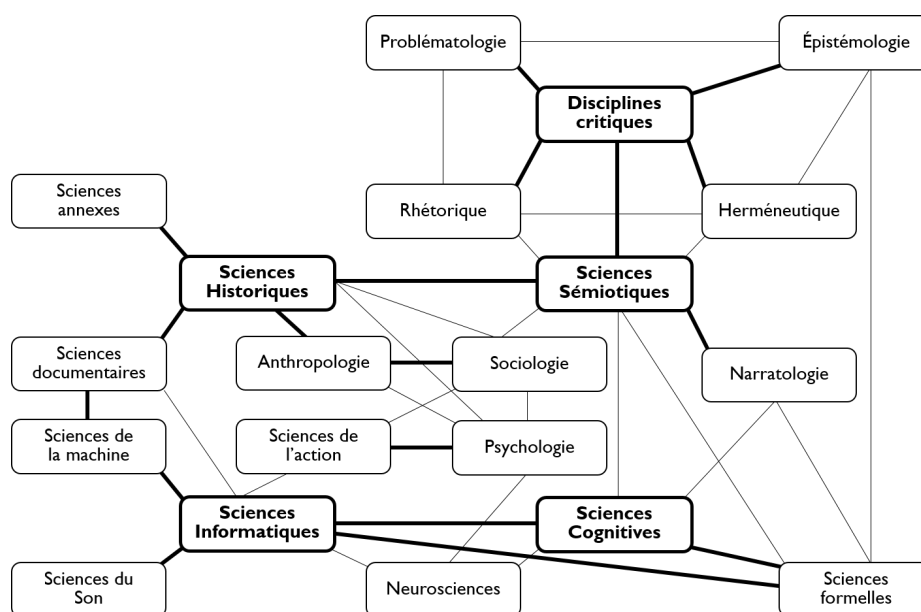 Problématologie
Épistémologie
Disciplines
critiques
Sciences
annexes
Rhétorique
Herméneutique
Sciences
Historiques
Sciences
Sémiotiques
Sciences
documentaires
Anthropologie
Sociologie
Narratologie
Sciences de
la machine
Sciences de
l'action
Psychologie
Sciences
Informatiques
Sciences
Cognitives
Sciences du
Son
Neurosciences
Sciences
formelles